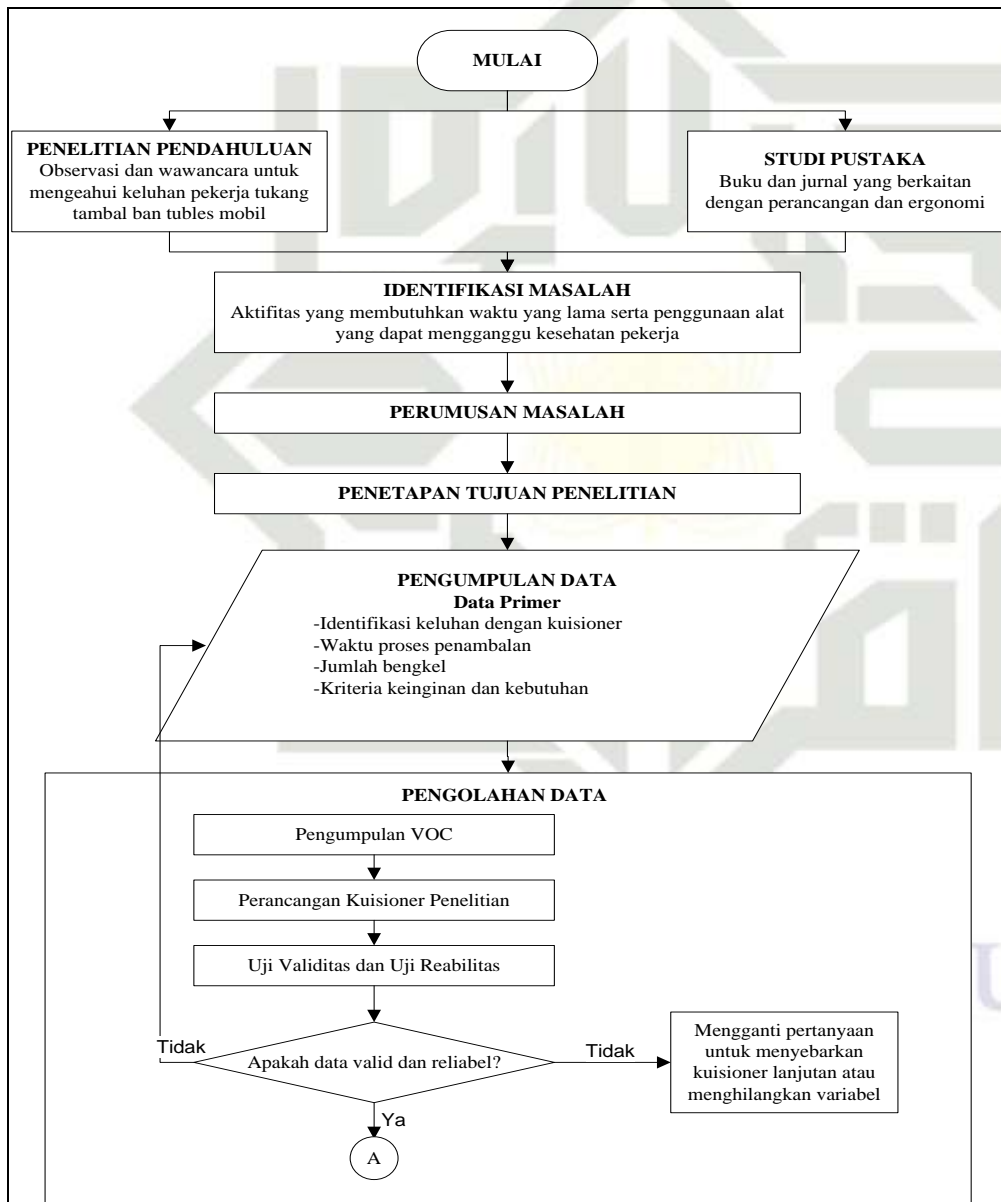 MULAI
PENELITIAN PENDAHULUAN
Observasi dan wawancara untuk
mengeahui keluhan pekerja tukang
tambal ban tubles mobil
STUDI PUSTAKA
Buku dan jurnal yang berkaitan
dengan perancangan dan ergonomi
IDENTIFIKASI MASALAH
Aktifitas yang membutuhkan waktu yang lama serta penggunaan alat
yang dapat mengganggu kesehatan pekerja
PERUMUSAN MASALAH
PENETAPAN TUJUAN PENELITIAN
PENGUMPULAN DATA
Data Primer
-Identifikasi keluhan dengan kuisioner
-Waktu proses penambalan
-Jumlah bengkel
-Kriteria keinginan dan kebutuhan
PENGOLAHAN DATA
Pengumpulan VOC
Perancangan Kuisioner Penelitian
Uji Validitas dan Uji Reabilitas
Tidak
Apakah data valid dan reliabel?
Tidak
Mengganti pertanyaan
untuk menyebarkan
kuisioner lanjutan atau
menghilangkan variabel
Ya
A
U